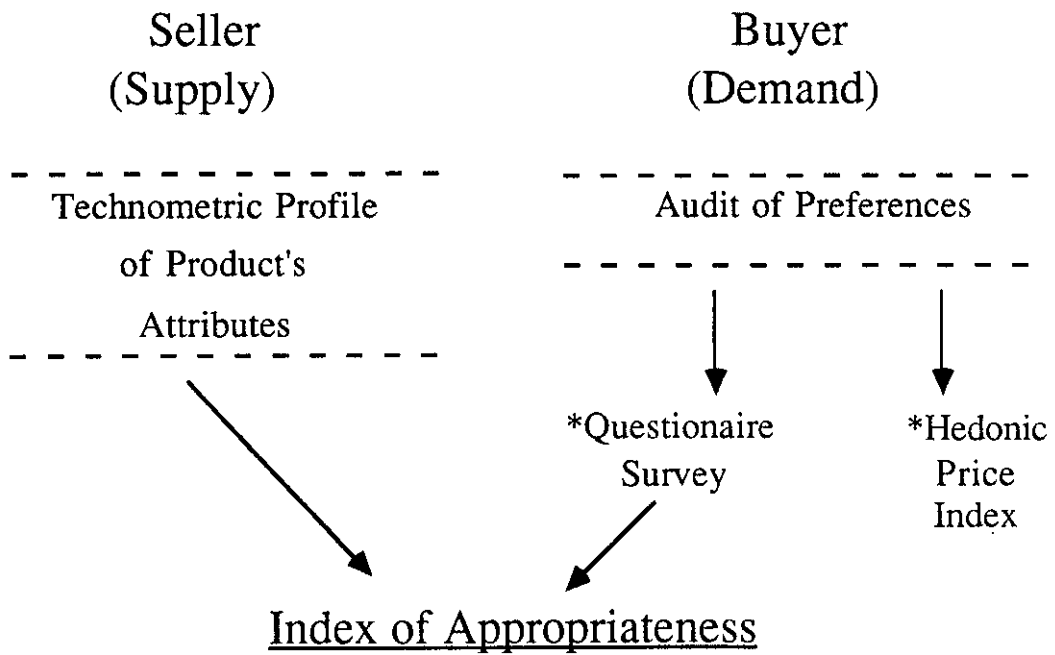 Seller
(Supply)
Buyer
(Demand)
Technometric Profile
of Product's
Attributes
Audit of Preferences
*Questionaire
Survey
*Hedonic
Price
Index
Index of Appropriateness